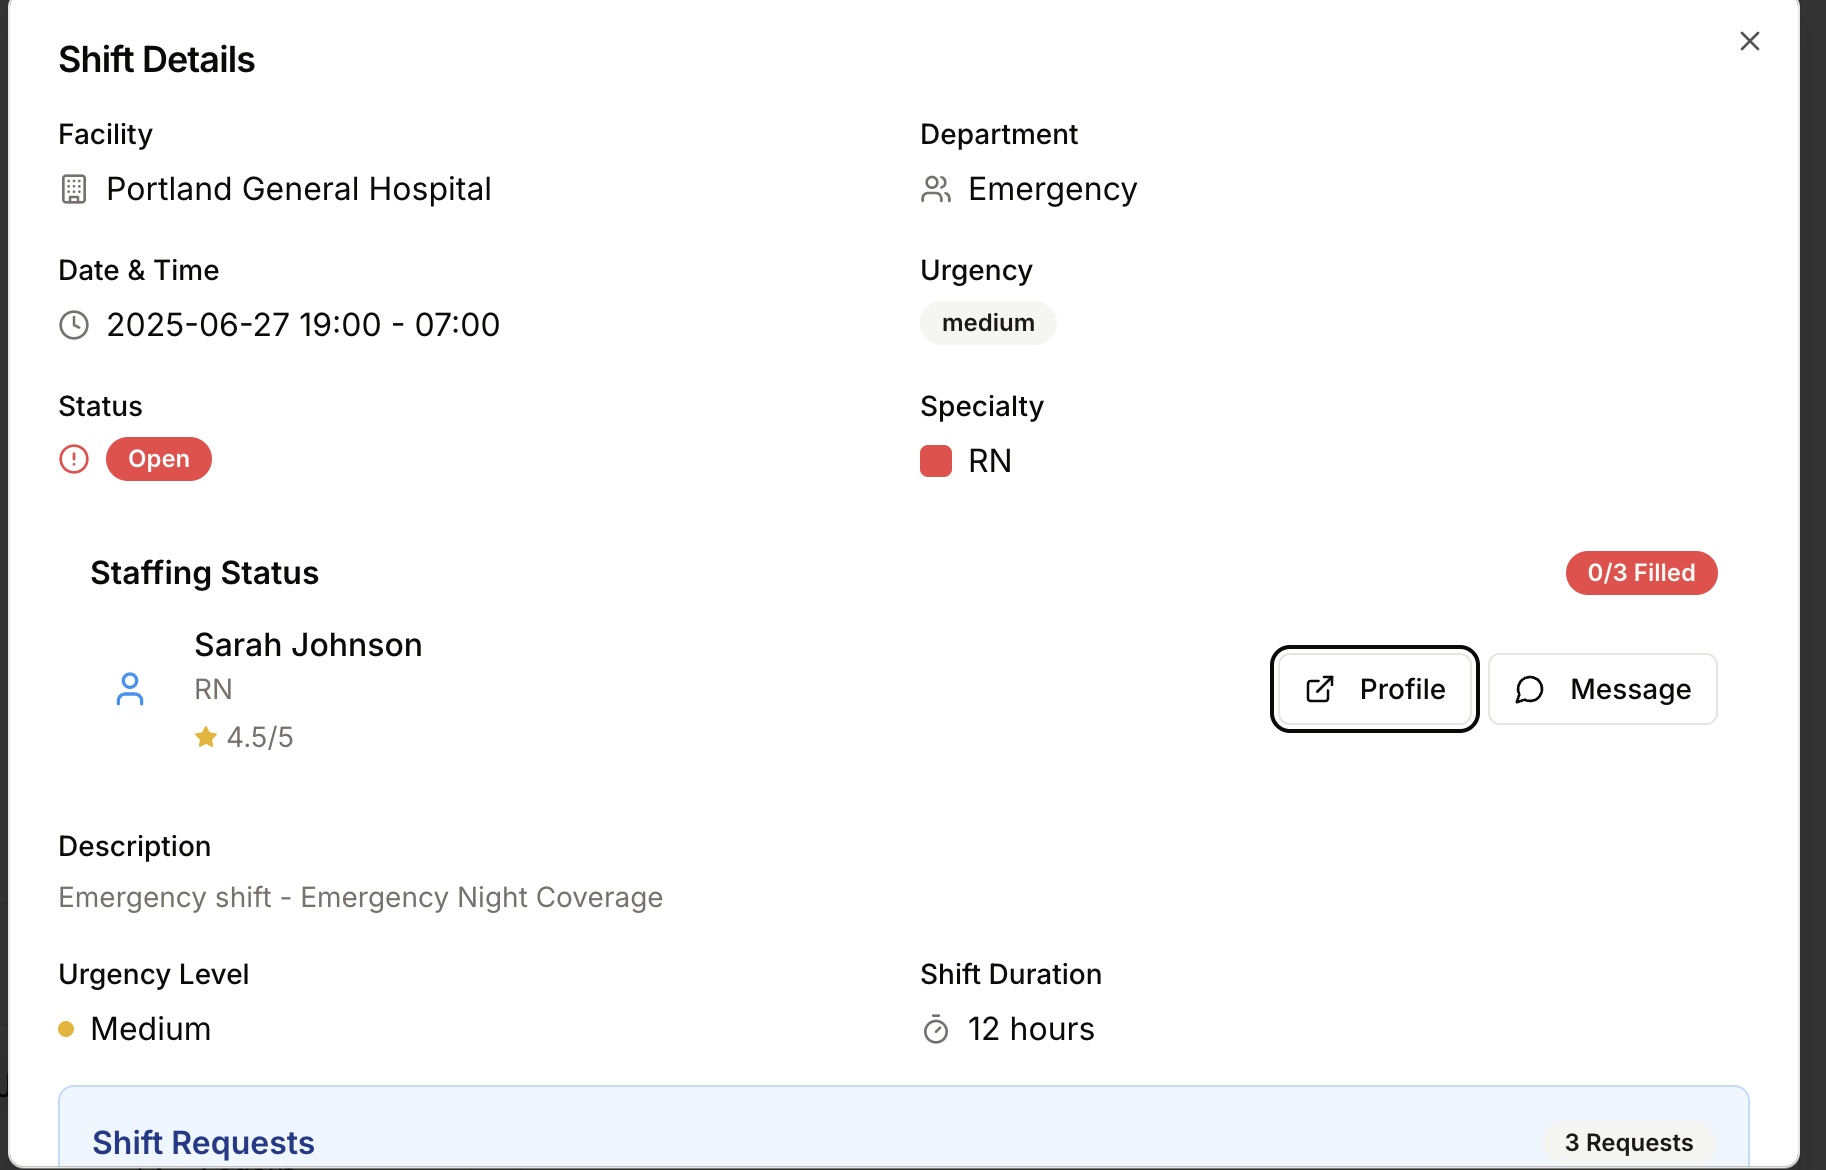 Shift Details
Facility
Portland General Hospital
Department
Emergency
Date & Time
2025-06-27 19:00 - 07:00
Urgency
medium
Status
Open
Specialty
RN
Staffing Status
0/3 Filled
Sarah Johnson
RN
4.5/5
Profile
Message
Description
Emergency shift - Emergency Night Coverage
Urgency Level
Medium
Shift Duration
12 hours
Shift Requests
3 Requests